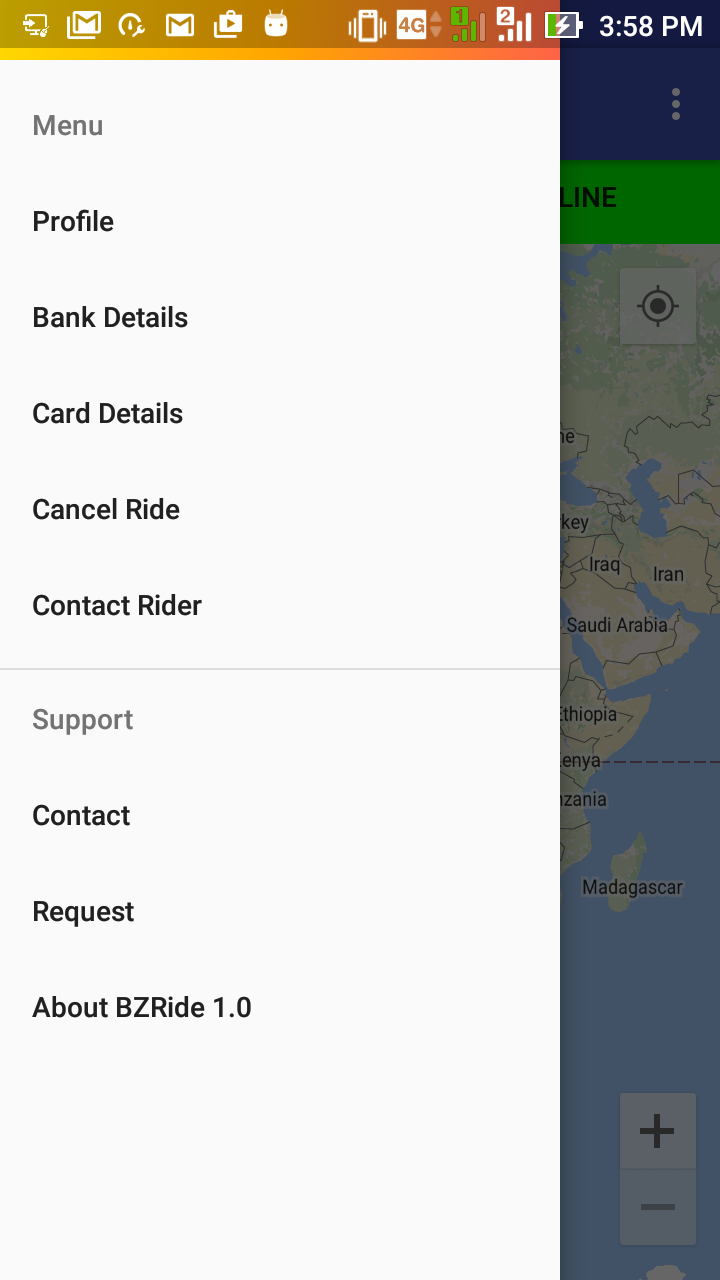 4G 1 2 3:58 PM
Menu
Profile
Bank Details
Card Details
Cancel Ride
Contact Rider
Support
Contact
Request
About BZRide 1.0
LINE
ne
key
Iraq
Iran
Saudi Arabia
Ethiopia
enya
nzania
Madagascar